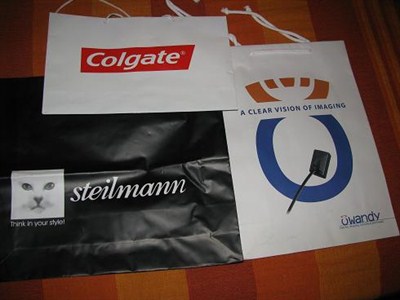 Colgate®
A CLEAR VISION OF IMAGING
steilmann
Think in your style!
Owandy